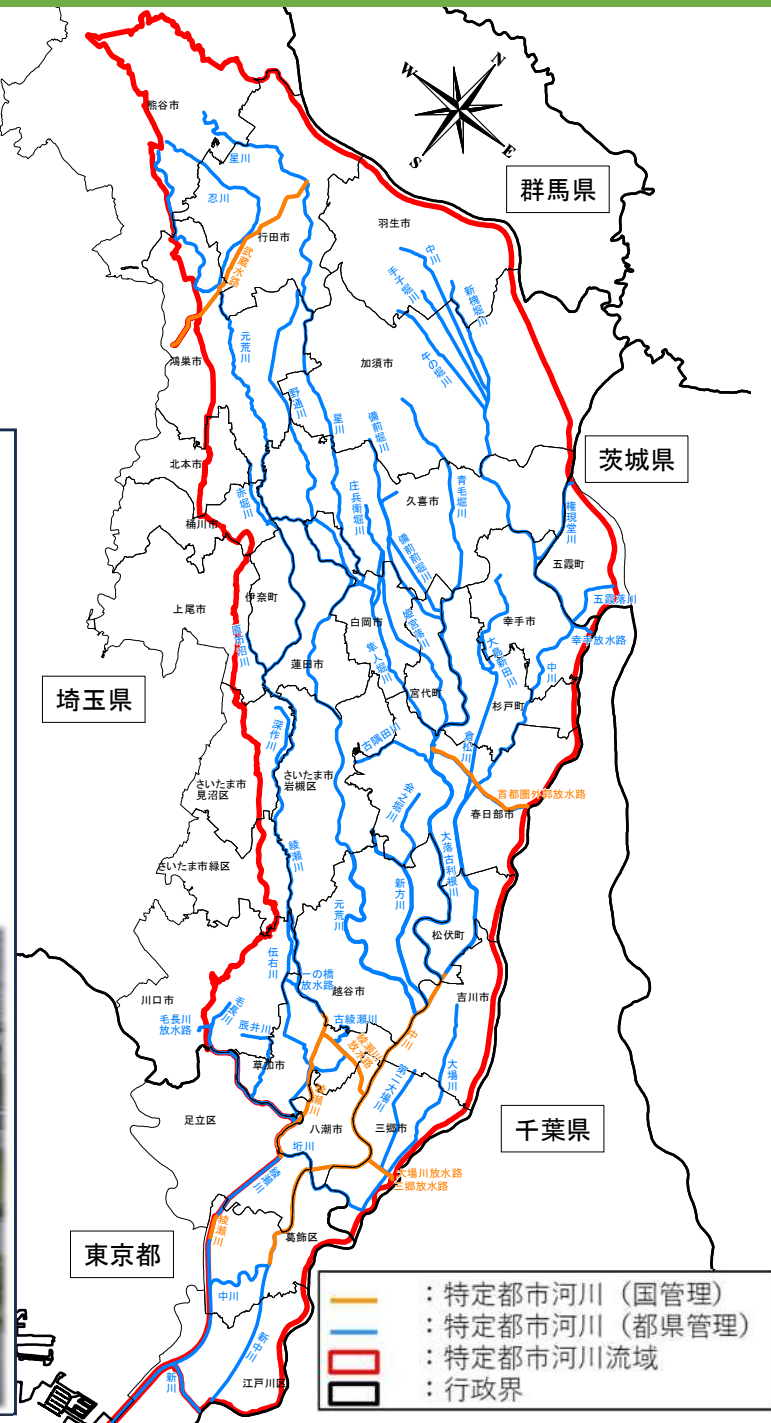 N
W
S
E
熊谷市
星川
忍川
行田市
武蔵水路
群馬県
羽生市
中川
手子堀川
新槐堀川
午の堀川
加須市
元荒川
鴻巣市
野通川
星川
備前堀川
北本市
赤堀川
庄兵衛堀川
久喜市
青毛堀川
茨城県
権現堂川
桶川市
備前前堀川
五霞町
五霞落川
上尾市
伊奈町
原市沼川
白岡市
姫宮落川
幸手市
幸手放水路
蓮田市
隼人堀川
大島新田川
中川
埼玉県
宮代町
杉戸町
深作川
古隅田川
倉松川
さいたま市
見沼区
さいたま市
岩槻区
会之堀川
首都圏外郭放水路
春日部市
綾瀬川
大落古利根川
さいたま市緑区
元荒川
新方川
松伏町
伝右川
一の橋
放水路
越谷市
吉川市
川口市
毛長川
毛長川
放水路
辰井川
古綾瀬川
綾瀬川
放水路
中川
草加市
第二大場川
大場川
綾瀬川
足立区
八潮市
三郷市
千葉県
垳川
大場川放水路
三郷放水路
綾瀬川
綾瀬川
葛飾区
東京都
中川
新中川
新川
江戸川区
：特定都市河川（国管理）
：特定都市河川（都県管理）
：特定都市河川流域
：行政界